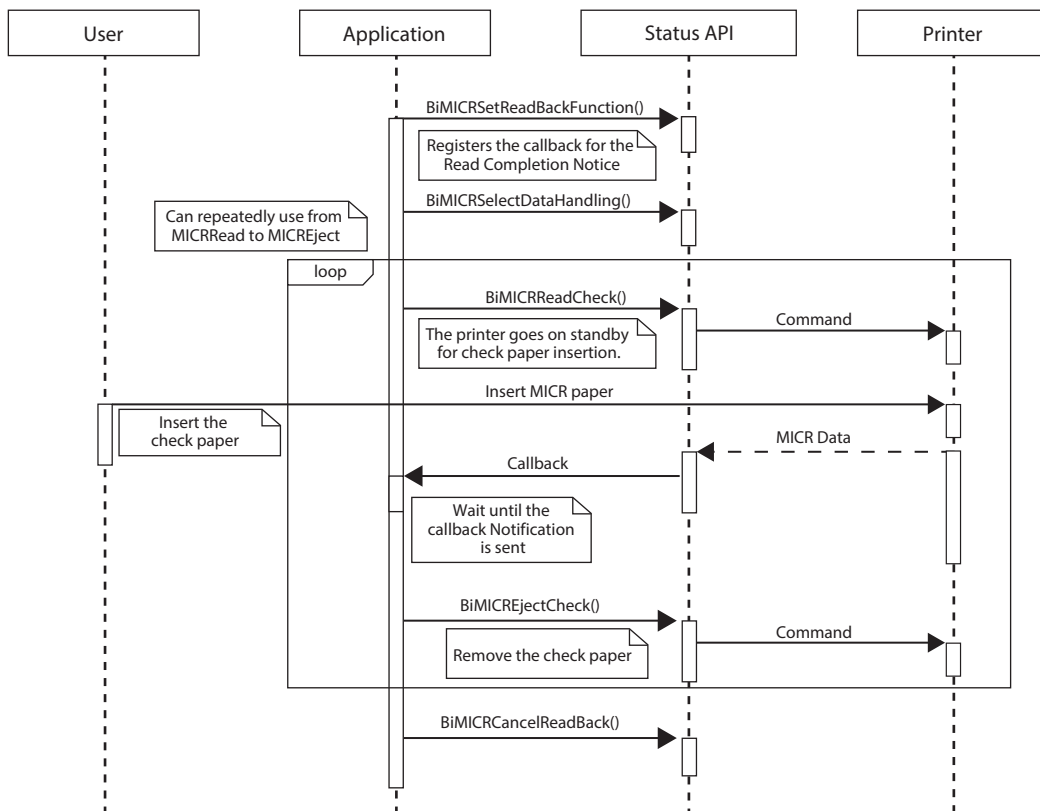 User
Application
Status API
Printer
BiMICRSetReadBackFunction()
Registers the callback for the
Read Completion Notice
BiMICRSelectDataHandling()
Can repeatedly use from
MICRRead to MICREject
loop
BiMICRReadCheck()
Command
The printer goes on standby
for check paper insertion.
Insert MICR paper
Insert the
check paper
MICR Data
Callback
Wait until the
callback Notification
is sent
BiMICREjectCheck()
Command
Remove the check paper
BiMICRCancelReadBack()